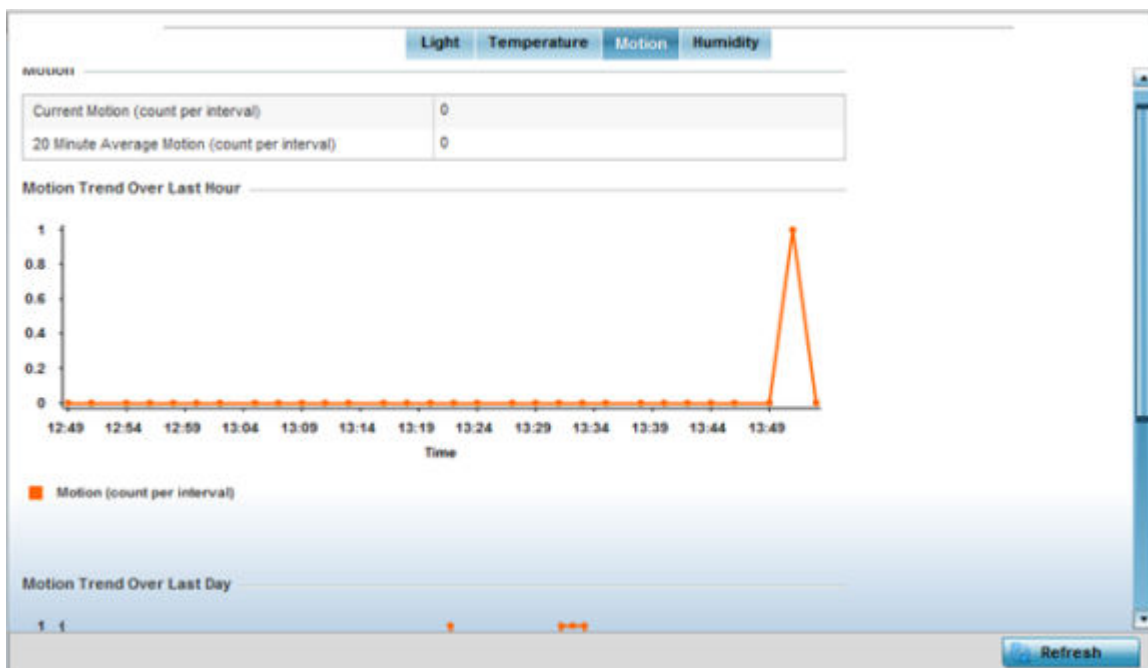 Light Temperature Motion Humidity
Motion
Current Motion (count per interval) 0
20 Minute Average Motion (count per interval) 0
Motion Trend Over Last Hour
1
0.8
0.6
0.4
0.2
0
12:49 12:54 12:59 13:04 13:09 13:14 13:19 13:24 13:29 13:34 13:39 13:44 13:49
Time
Motion (count per interval)
Motion Trend Over Last Day
1
Refresh